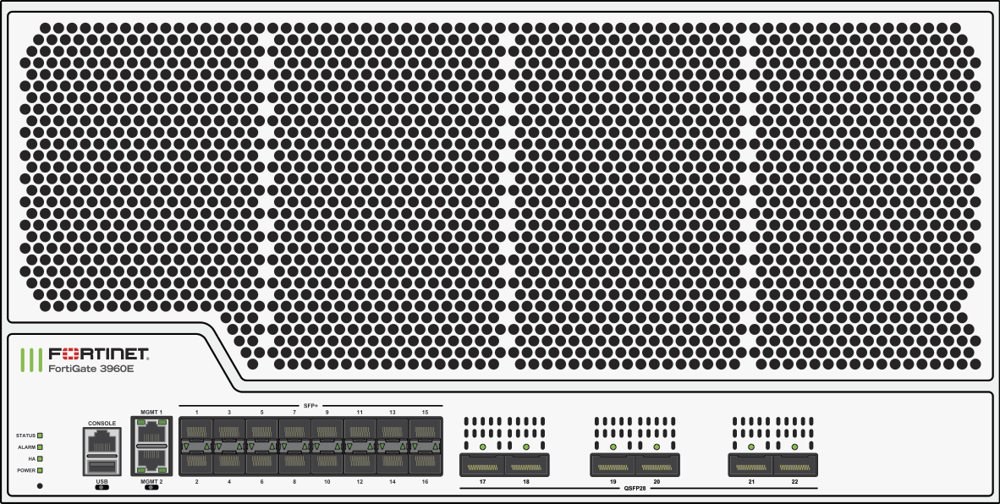 FORTINET
FortiGate 3960E
SFP+
MGMT 1
1 3 5 7 9 11 13 15
CONSOLE
STATUS
ALARM
HA
POWER
USB
MGMT 2
2 4 6 8 10 12 14 16
17 18 19 20 21 22
QSFP28